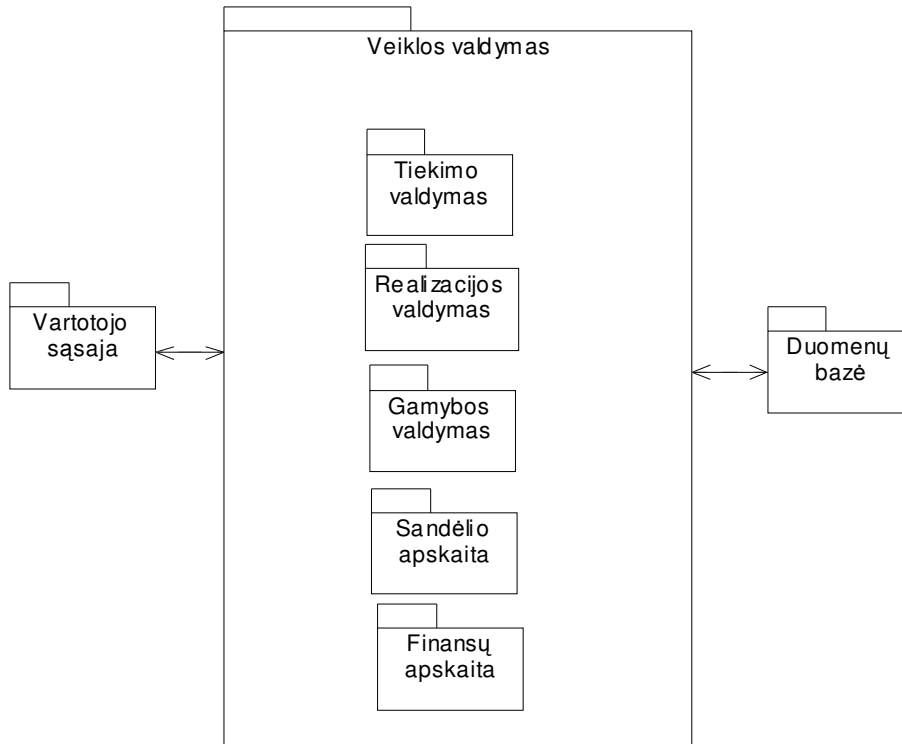 Veiklos valdymas
Tiekimo
valdymas
Realizacijos
valdymas
Vartotojo
sąsaja
Duomenų
bazė
Gamybos
valdymas
Sandėlio
apskaita
Finansų
apskaita